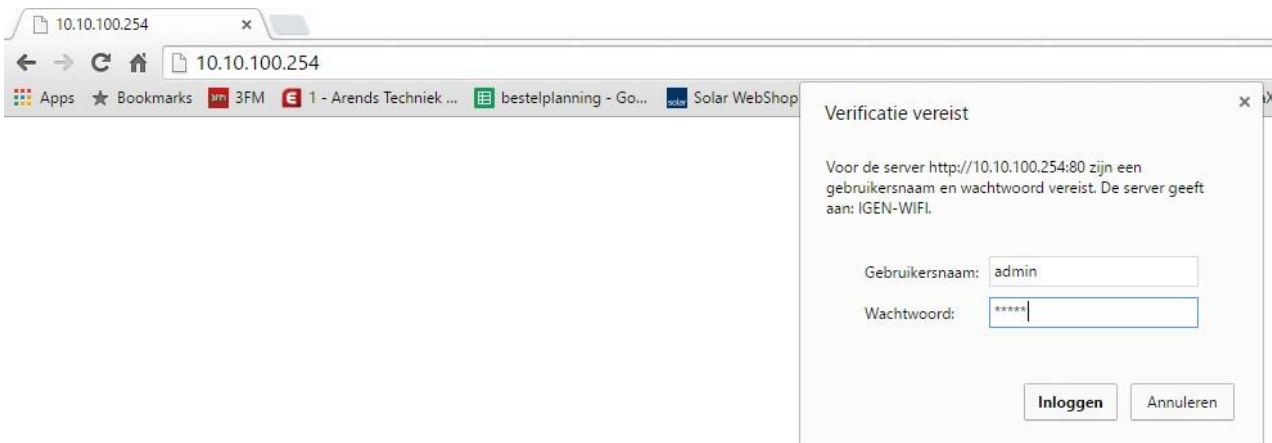 10.10.100.254
10.10.100.254
Apps Bookmarks 3FM 1 - Arends Techniek ... bestelplanning - Go... Solar WebShop
Verificatie vereist
Voor de server http://10.10.100.254:80 zijn een
gebruikersnaam en wachtwoord vereist. De server geeft
aan: IGEN-WIFI.
Gebruikersnaam: admin
Wachtwoord: *****
Inloggen Annuleren